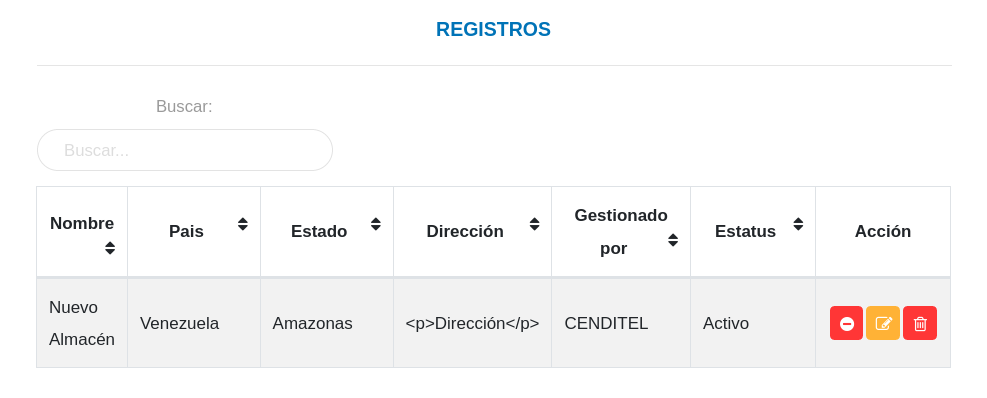 REGISTROS
Buscar:
Buscar...
Nombre
Pais
Estado
Dirección
Gestionado
por
Estatus
Acción
Nuevo
Almacén
Venezuela
Amazonas
<p>Dirección</p>
CENDITEL
Activo